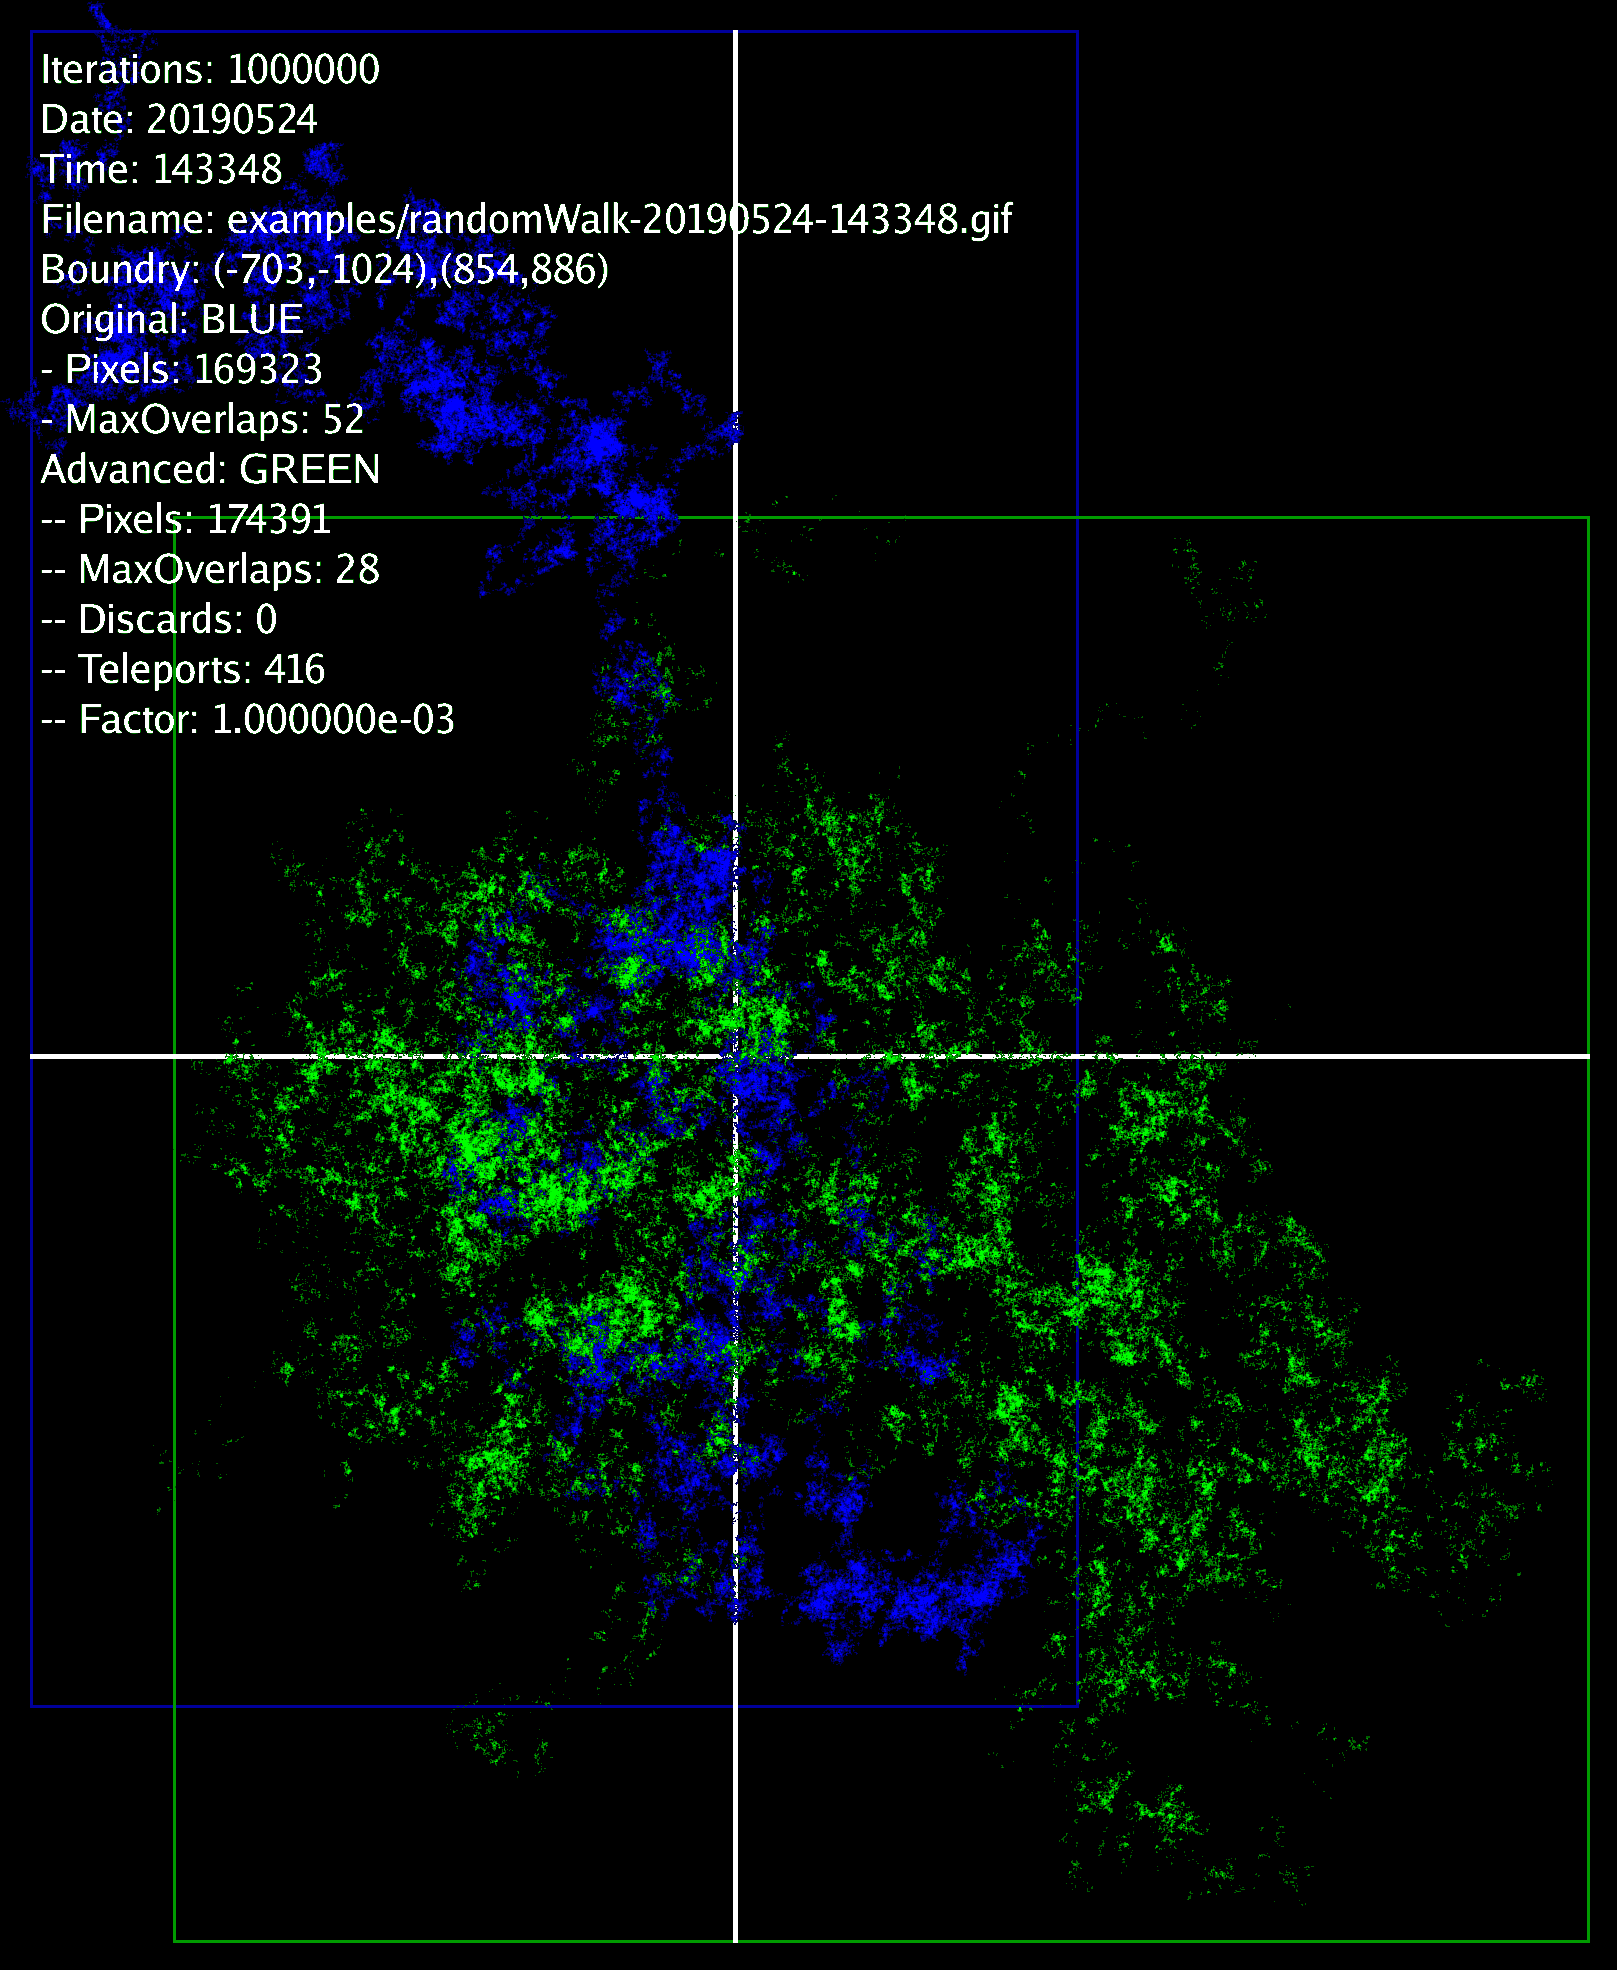 Iterations: 1000000
Date: 20190524
Time: 143348
Filename: examples/randomWalk-20190524-143348.gif
Boundry: (-703,-1024),(854,886)
Original: BLUE
- Pixels: 169323
- MaxOverlaps: 52
Advanced: GREEN
-- Pixels: 174391
-- MaxOverlaps: 28
-- Discards: 0
-- Teleports: 416
-- Factor: 1.000000e-03